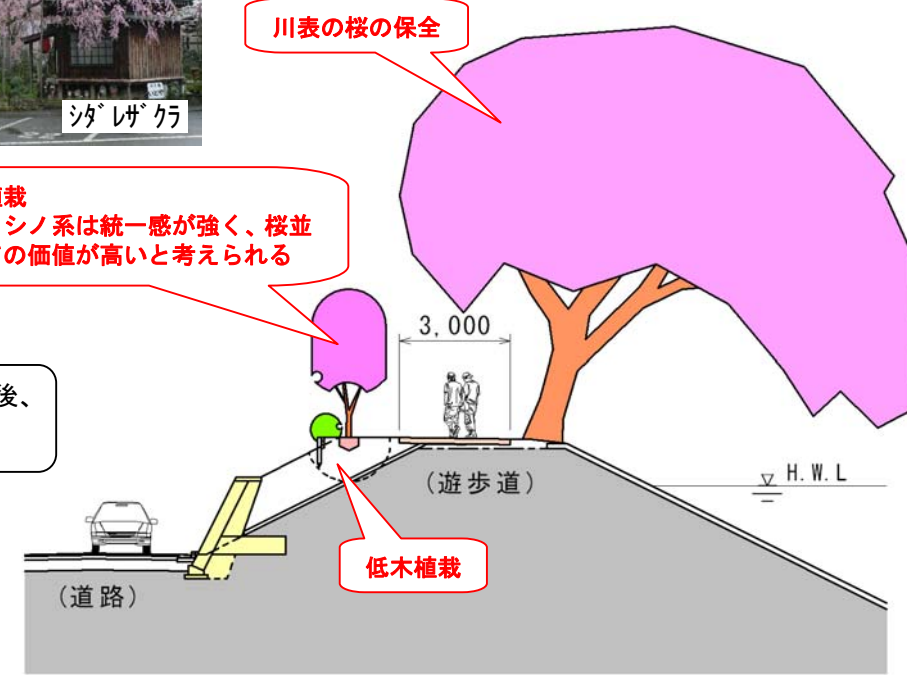 川表の桜の保全
シダレザクラ
植栽
シノ系は統一感が強く、桜並
の価値が高いと考えられる
3,000
後、
H.W.L
(遊歩道)
低木植栽
(道路)